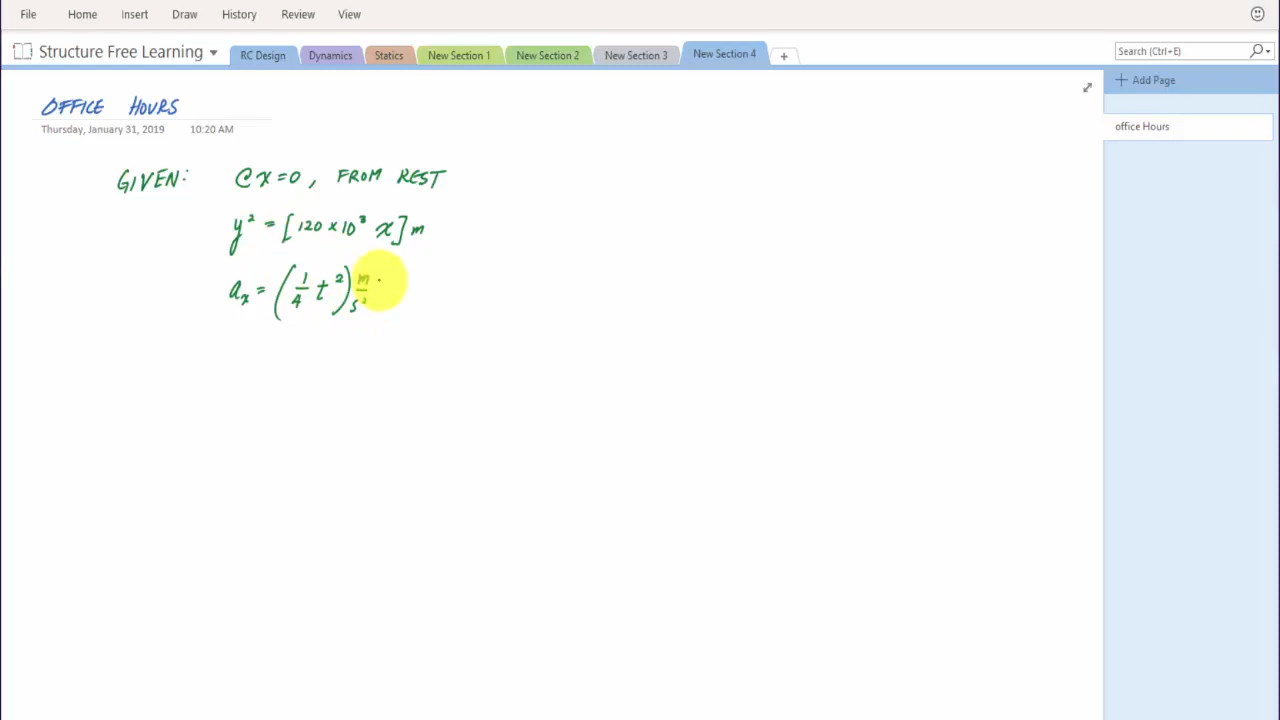 File Home Insert Draw History Review View
Structure Free Learning RC Design Dynamics Statics New Section 1 New Section 2 New Section 3 New Section 4 + Search (Ctrl+E)
+ Add Page
office Hours
OFFICE HOURS
Thursday, January 31, 2019 10:20 AM
GIVEN: @ x = 0, FROM REST
y² = [120 × 10³ x] m
aₓ = (1/4 t²) m/s²